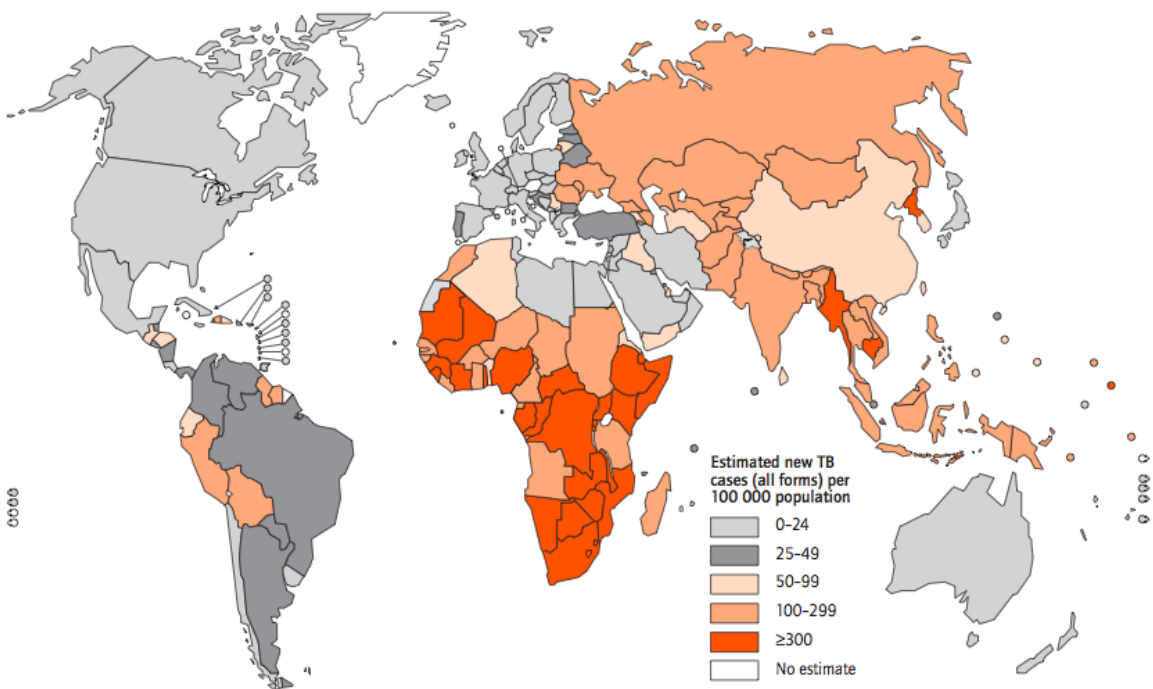 Estimated new TB
cases (all forms) per
100 000 population
0–24
25–49
50–99
100–299
≥300
No estimate